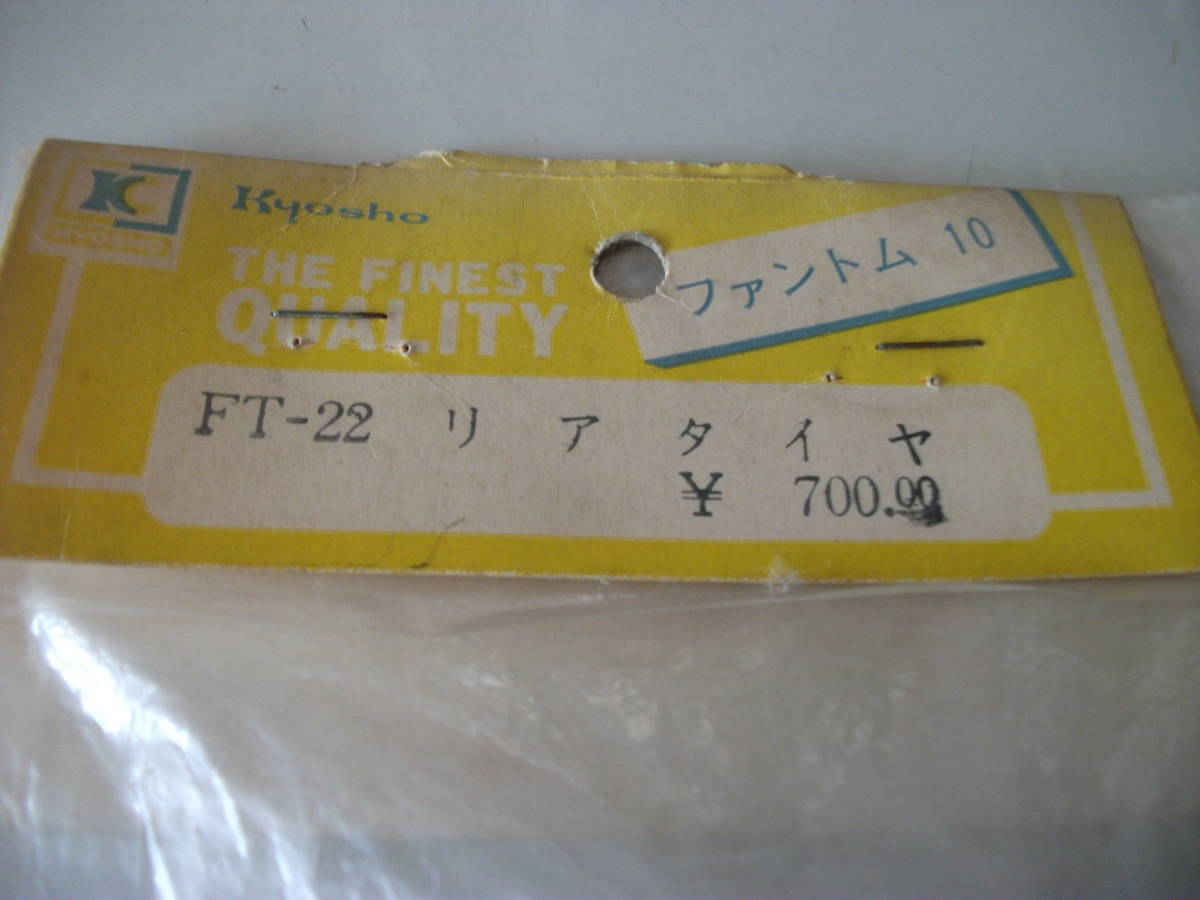 K
KYOSHO
Kyosho
THE FINEST
QUALITY
ファントム 10
FT-22 リアタイヤ
¥ 700.00